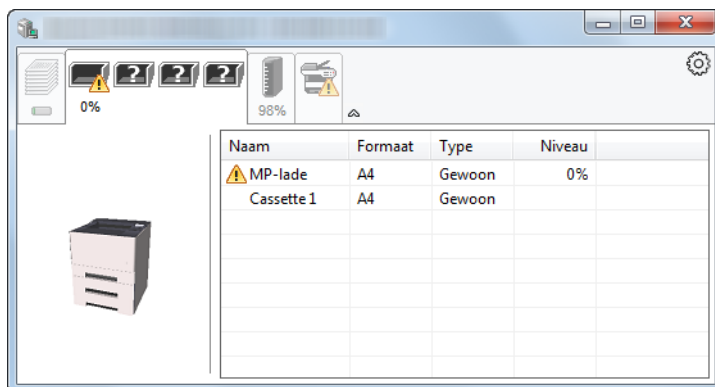 ? ? ?
0% 98%
Naam Formaat Type Niveau
MP-lade A4 Gewoon 0%
Cassette 1 A4 Gewoon